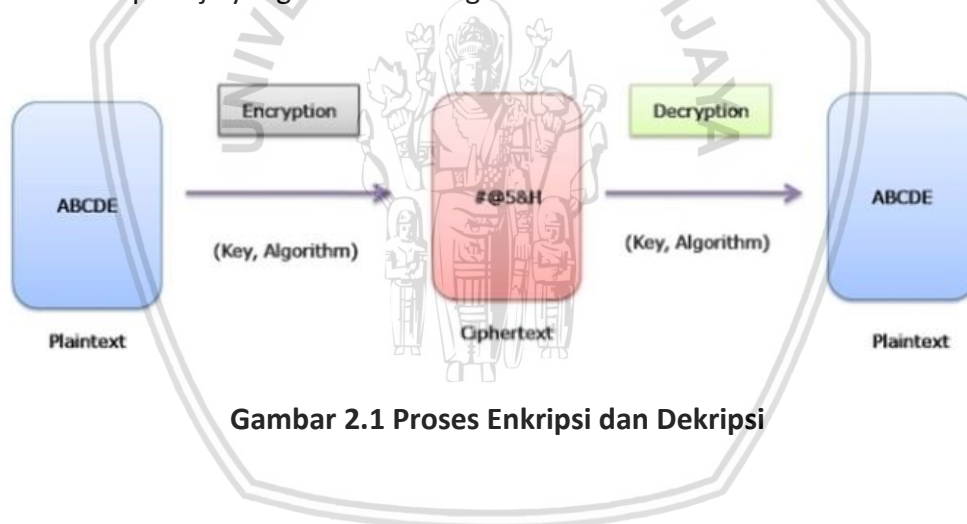 Encryption
Decryption
ABCDE
#@5&H
ABCDE
(Key, Algorithm)
(Key, Algorithm)
Plaintext
Ciphertext
Plaintext
Gambar 2.1 Proses Enkripsi dan Dekripsi